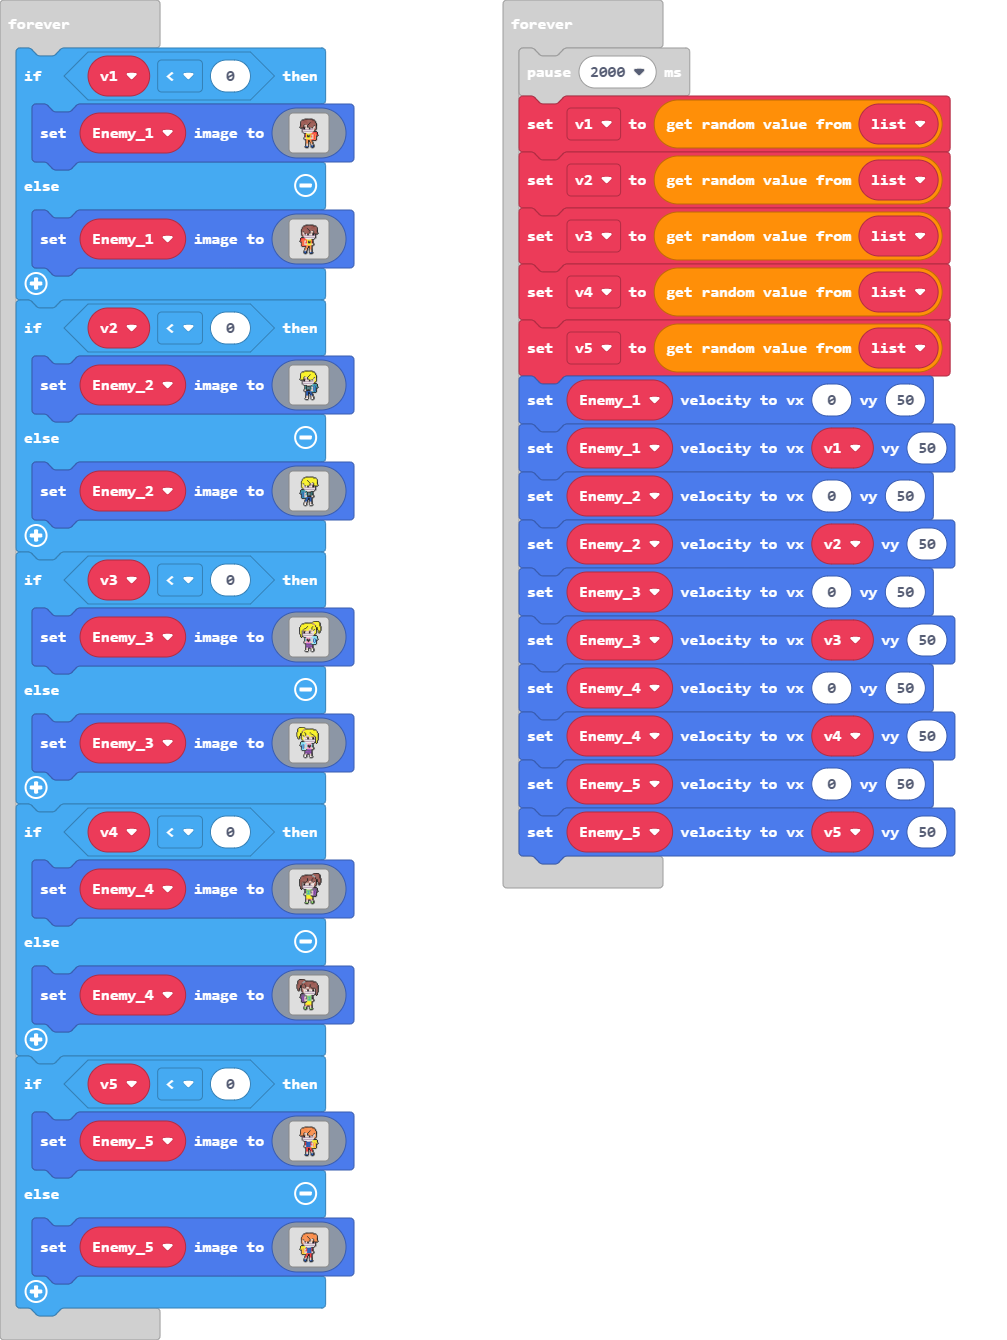 forever
if v1 < 0 then
set Enemy_1 image to
else
set Enemy_1 image to
if v2 < 0 then
set Enemy_2 image to
else
set Enemy_2 image to
if v3 < 0 then
set Enemy_3 image to
else
set Enemy_3 image to
if v4 < 0 then
set Enemy_4 image to
else
set Enemy_4 image to
if v5 < 0 then
set Enemy_5 image to
else
set Enemy_5 image to
forever
pause 2000 ms
set v1 to get random value from list
set v2 to get random value from list
set v3 to get random value from list
set v4 to get random value from list
set v5 to get random value from list
set Enemy_1 velocity to vx 0 vy 50
set Enemy_1 velocity to vx v1 vy 50
set Enemy_2 velocity to vx 0 vy 50
set Enemy_2 velocity to vx v2 vy 50
set Enemy_3 velocity to vx 0 vy 50
set Enemy_3 velocity to vx v3 vy 50
set Enemy_4 velocity to vx 0 vy 50
set Enemy_4 velocity to vx v4 vy 50
set Enemy_5 velocity to vx 0 vy 50
set Enemy_5 velocity to vx v5 vy 50